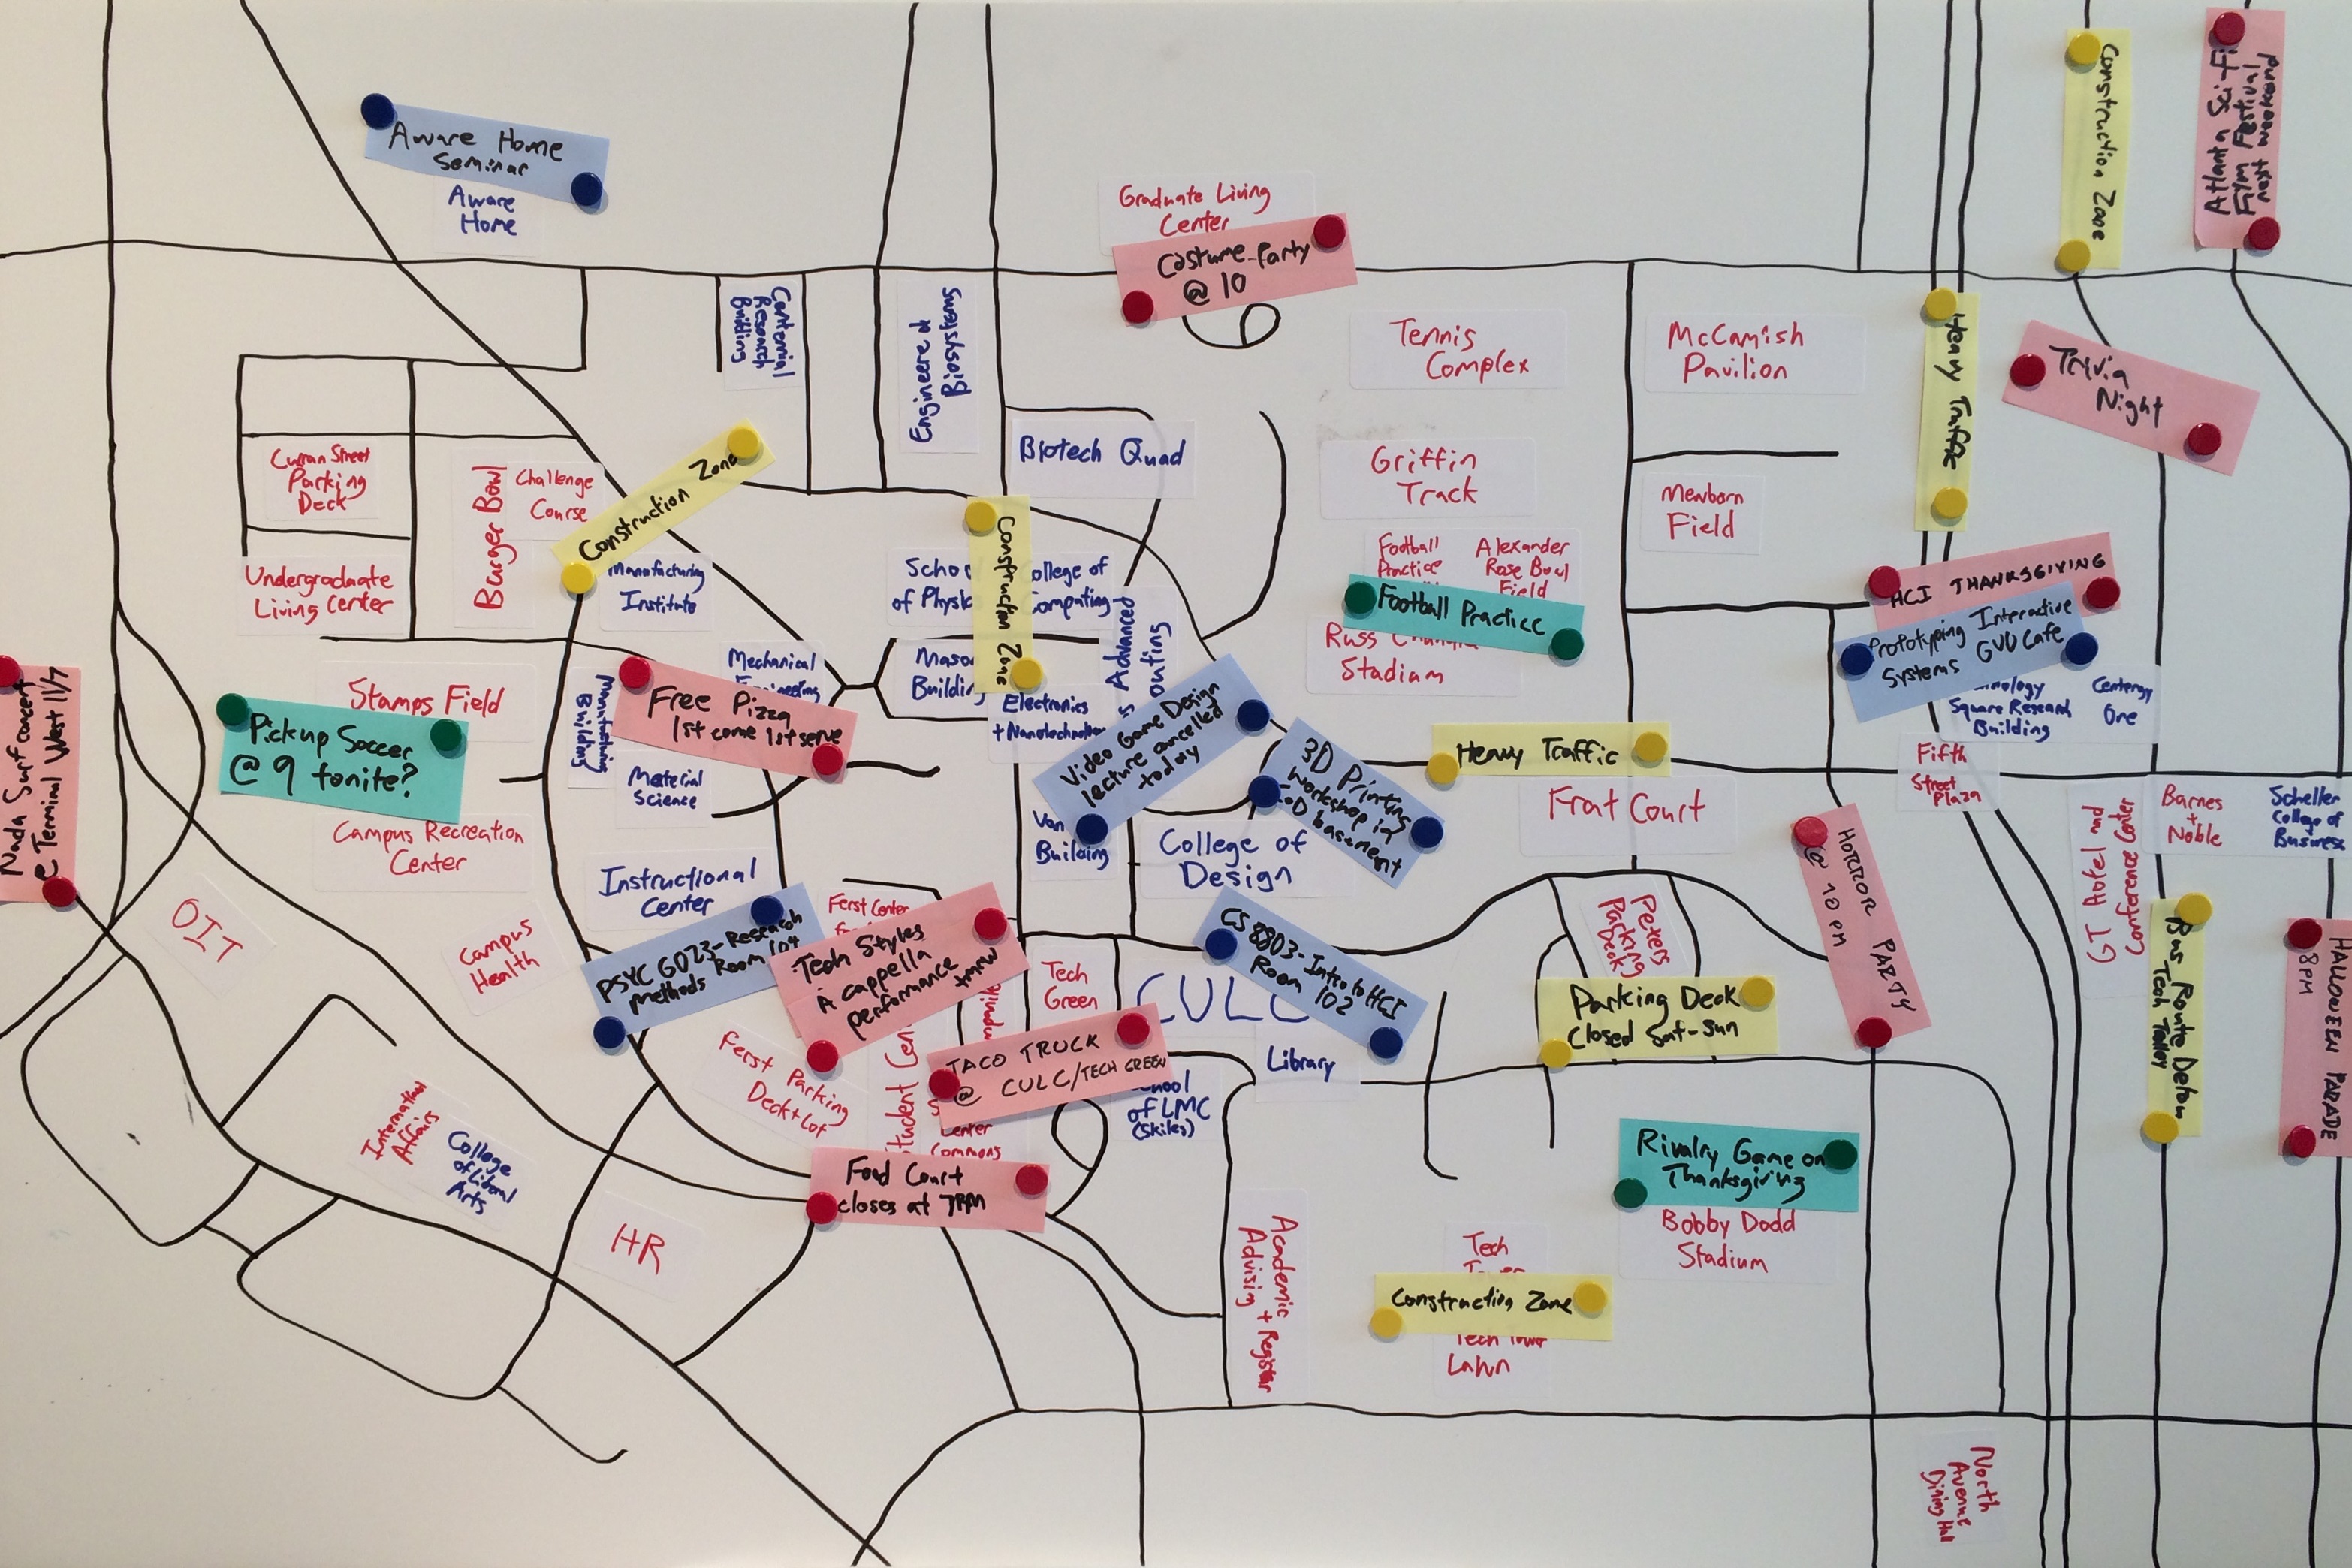 Aware Home
Seminar
Aware
Home
Graduate Living
Center
Costume Party
@ 10
Construction Zone
Atlanta Sci-Fi
Film Festival
next weekend
Centennial
Research
Building
Engineered
Biosystems
Tennis
Complex
McCamish
Pavilion
Heavy Traffic
Trivia
Night
Curran Street
Parking
Deck
Burger Bowl
Challenge
Course
Construction Zone
Biotech Quad
Griffin
Track
Mewborn
Field
Undergraduate
Living Center
Manufacturing
Institute
School
of Physics
Construction Zone
College of
Computing
Football
Practice
Alexander
Rose Bowl
Field
Football Practice
Russ Chandler
Stadium
HCI THANKSGIVING
Prototyping Interactive
Systems GVU Cafe
Square Research
Building
Centergy
One
Nada Surf concert
@ Terminal West 11/7
Stamps Field
Pickup Soccer
@ 9 tonite?
Campus Recreation
Center
Manufacturing
Building
Mechanical
Engineering
Free Pizza
1st come 1st serve
Material
Science
Mason
Building
Electronics
+ Nanotechnology
Advanced
Video Game Design
lecture cancelled
today
Van
Building
3D Printing
workshop in
CoD basement
College of
Design
Heavy Traffic
Frat Court
Fifth
Street
Plaza
GT Hotel and
Conference Center
Barnes
+
Noble
Scheller
College of
Business
OIT
Campus
Health
Instructional
Center
PSYC 6023-Research
methods Room 104
Ferst Center
Tech Styles
A cappella
performance
tmrw
Tech
Green
CULC
CS 8803-Intro to HCI
Room 102
Library
Peters
Parking
Deck
Parking Deck
Closed Sat-Sun
HORROR PARTY
@ 10 PM
Bus Route Detour
Tech Trolley
HALLOWEEN PARADE
8PM
International
Affairs
College
of Liberal
Arts
Ferst Parking
Deck+Lot
Student Cen
TACO TRUCK
@ CULC/TECH GREEN
Center
Commons
School
of LMC
(Skiles)
Food Court
closes at 7PM
HR
Academic
Advising + Registrar
Rivalry Game on
Thanksgiving
Bobby Dodd
Stadium
Tech
Tower
Construction Zone
Tech Tower
Lawn
North
Avenue
Dining Hall